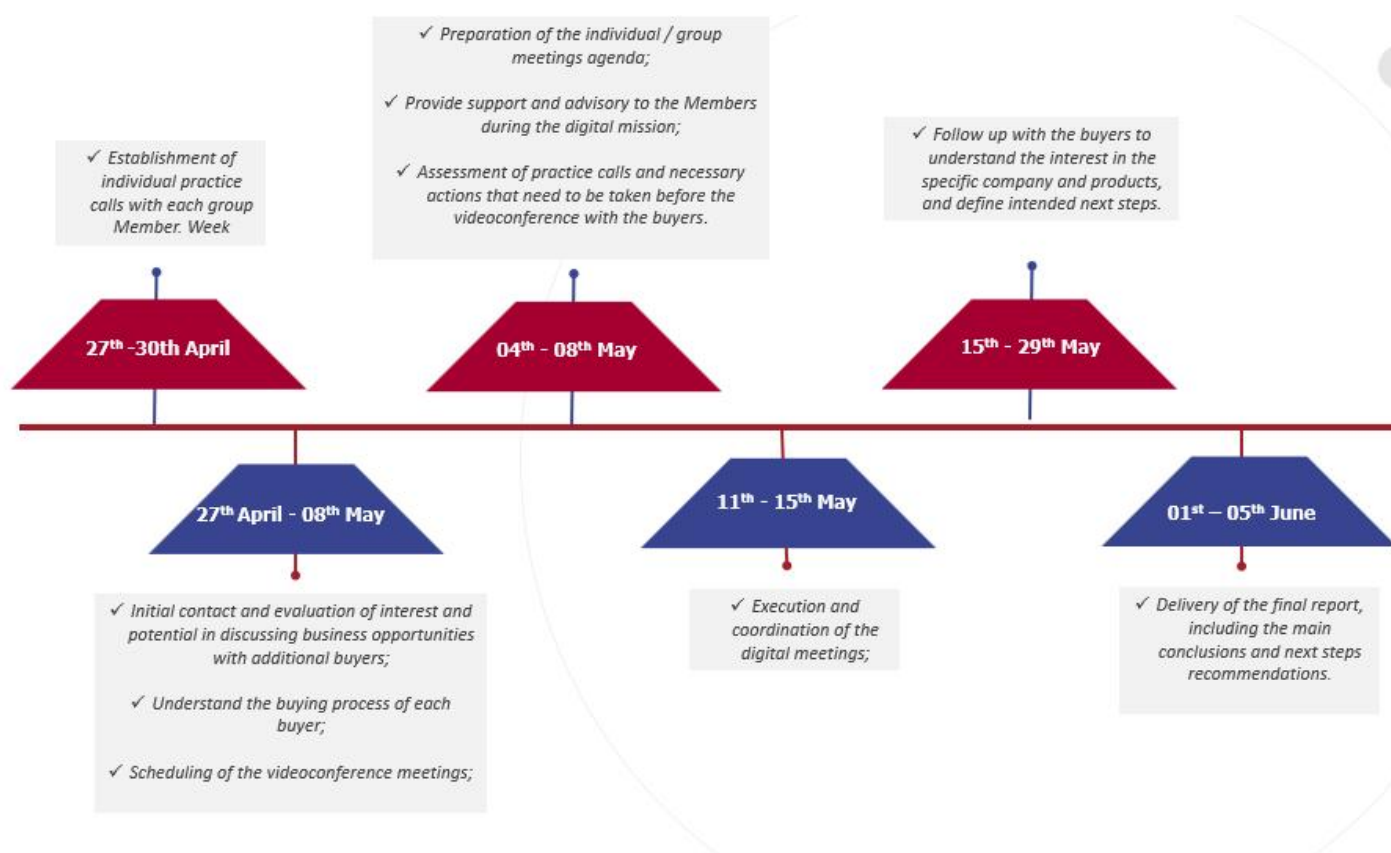 ✓ Preparation of the individual / group
meetings agenda;
✓ Provide support and advisory to the Members
during the digital mission;
✓ Assessment of practice calls and necessary
actions that need to be taken before the
videoconference with the buyers.
✓ Establishment of
individual practice
calls with each group
Member. Week
✓ Follow up with the buyers to
understand the interest in the
specific company and products,
and define intended next steps.
27th -30th April
04th - 08th May
15th - 29th May
27th April - 08th May
11th - 15th May
01st – 05th June
✓ Initial contact and evaluation of interest and
potential in discussing business opportunities
with additional buyers;
✓ Understand the buying process of each
buyer;
✓ Scheduling of the videoconference meetings;
✓ Execution and
coordination of the
digital meetings;
✓ Delivery of the final report,
including the main
conclusions and next steps
recommendations.